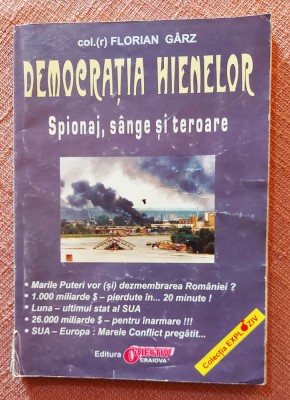 col.(r) FLORIAN GÂRZ
DEMOCRAȚIA HIENELOR
Spionaj, sânge și teroare
• Marile Puteri vor (și) dezmembrarea României ?
• 1.000 miliarde $ – pierdute în... 20 minute !
• Luna – ultimul stat al SUA
• 26.000 miliarde $ – pentru înarmare !!!
• SUA – Europa : Marele Conflict pregătit...
Editura OBIECTIV CRAIOVA
Colecția EXPLOZIV